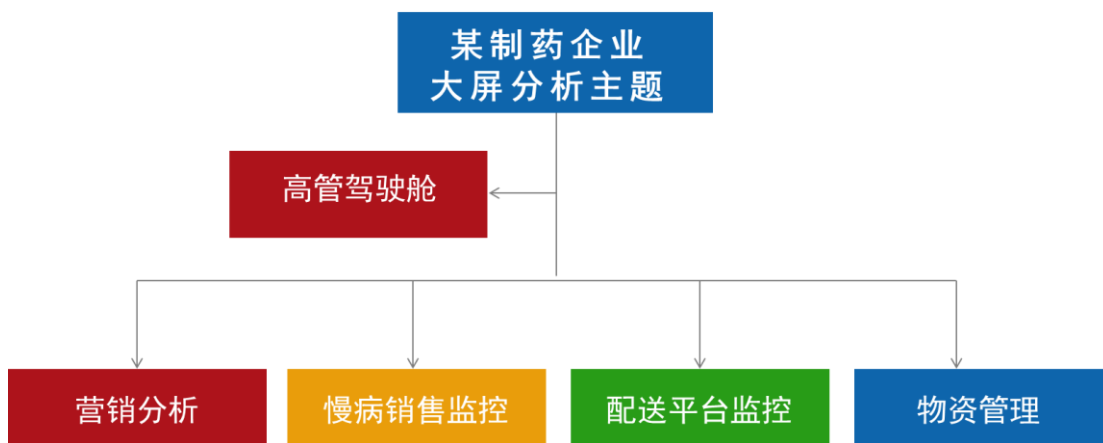 某制药企业
大屏分析主题
高管驾驶舱
营销分析
慢病销售监控
配送平台监控
物资管理